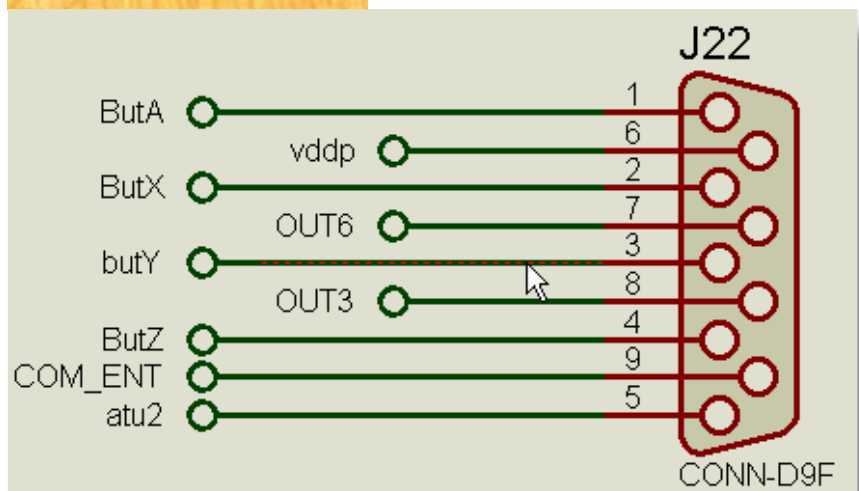 J22
ButA 1
vddp 6
ButX 2
OUT6 7
butY 3
OUT3 8
ButZ 4
COM_ENT 9
atu2 5
CONN-D9F